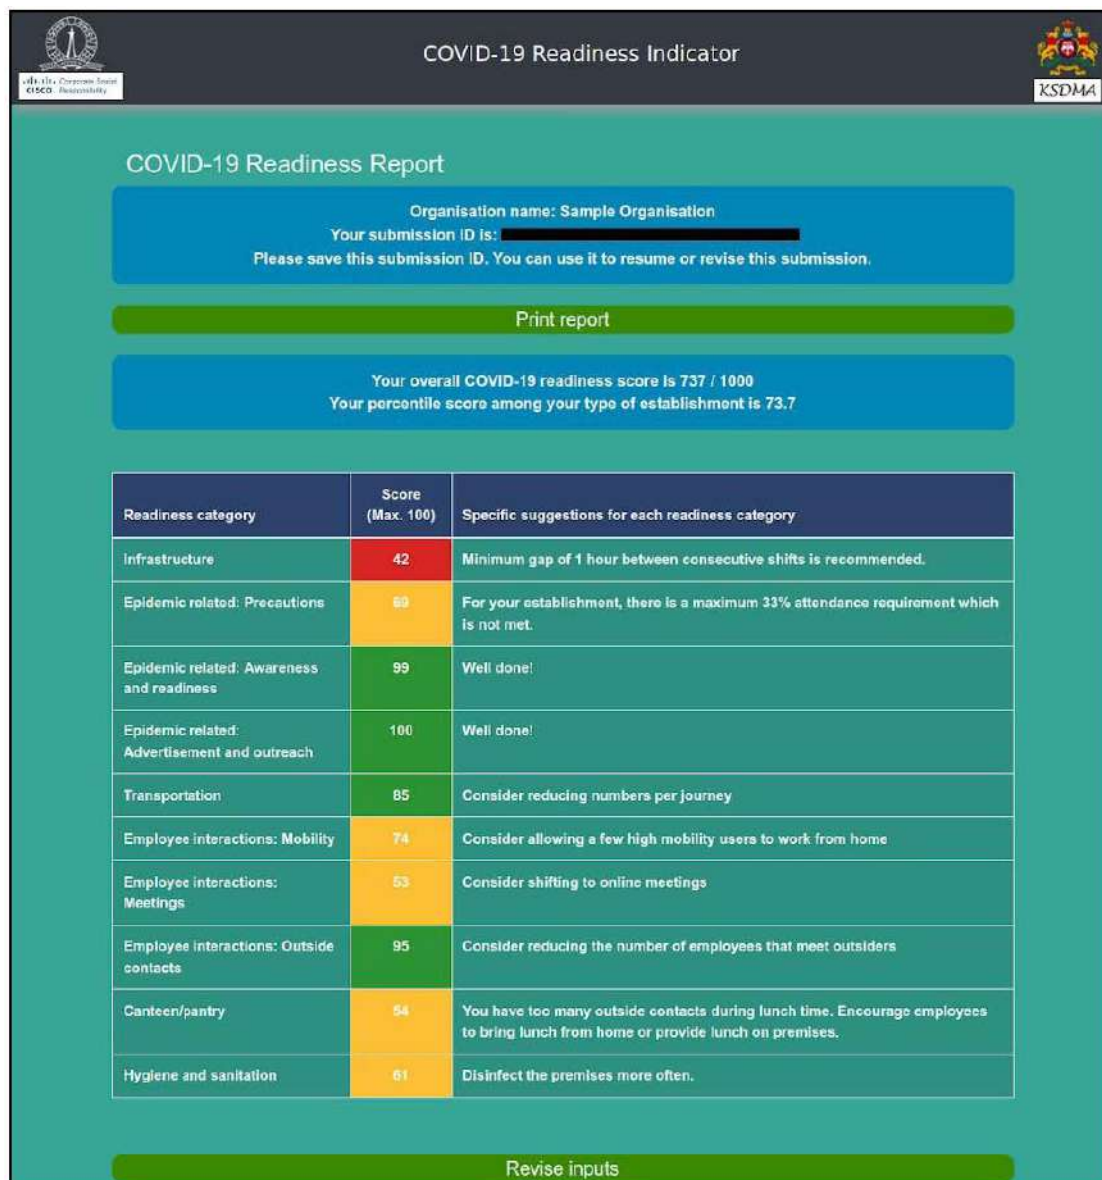 CISCO Corporate Social Responsibility
COVID-19 Readiness Indicator
KSDMA
COVID-19 Readiness Report
Organisation name: Sample Organisation
Your submission ID is:
Please save this submission ID. You can use it to resume or revise this submission.
Print report
Your overall COVID-19 readiness score is 737 / 1000
Your percentile score among your type of establishment is 73.7
Readiness category
Score
(Max. 100)
Specific suggestions for each readiness category
Infrastructure
42
Minimum gap of 1 hour between consecutive shifts is recommended.
Epidemic related: Precautions
69
For your establishment, there is a maximum 33% attendance requirement which
is not met.
Epidemic related: Awareness
and readiness
99
Well done!
Epidemic related:
Advertisement and outreach
100
Well done!
Transportation
85
Consider reducing numbers per journey
Employee interactions: Mobility
74
Consider allowing a few high mobility users to work from home
Employee interactions:
Meetings
53
Consider shifting to online meetings
Employee interactions: Outside
contacts
95
Consider reducing the number of employees that meet outsiders
Canteen/pantry
54
You have too many outside contacts during lunch time. Encourage employees
to bring lunch from home or provide lunch on premises.
Hygiene and sanitation
61
Disinfect the premises more often.
Revise inputs